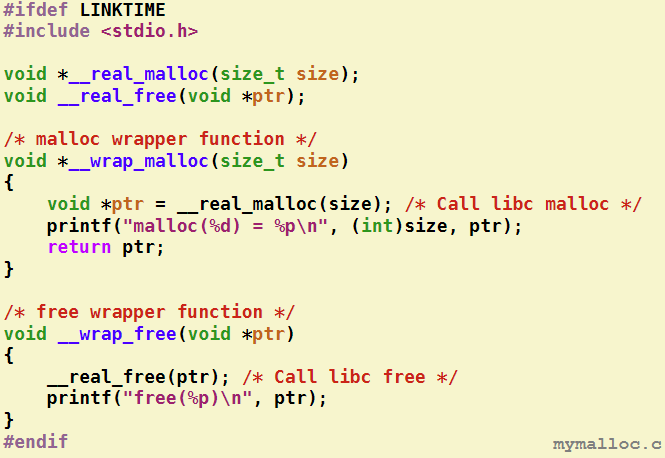 #ifdef LINKTIME
#include <stdio.h>

void *__real_malloc(size_t size);
void __real_free(void *ptr);

/* malloc wrapper function */
void *__wrap_malloc(size_t size)
{
    void *ptr = __real_malloc(size); /* Call libc malloc */
    printf("malloc(%d) = %p\n", (int)size, ptr);
    return ptr;
}

/* free wrapper function */
void __wrap_free(void *ptr)
{
    __real_free(ptr); /* Call libc free */
    printf("free(%p)\n", ptr);
}
#endif
mymalloc.c